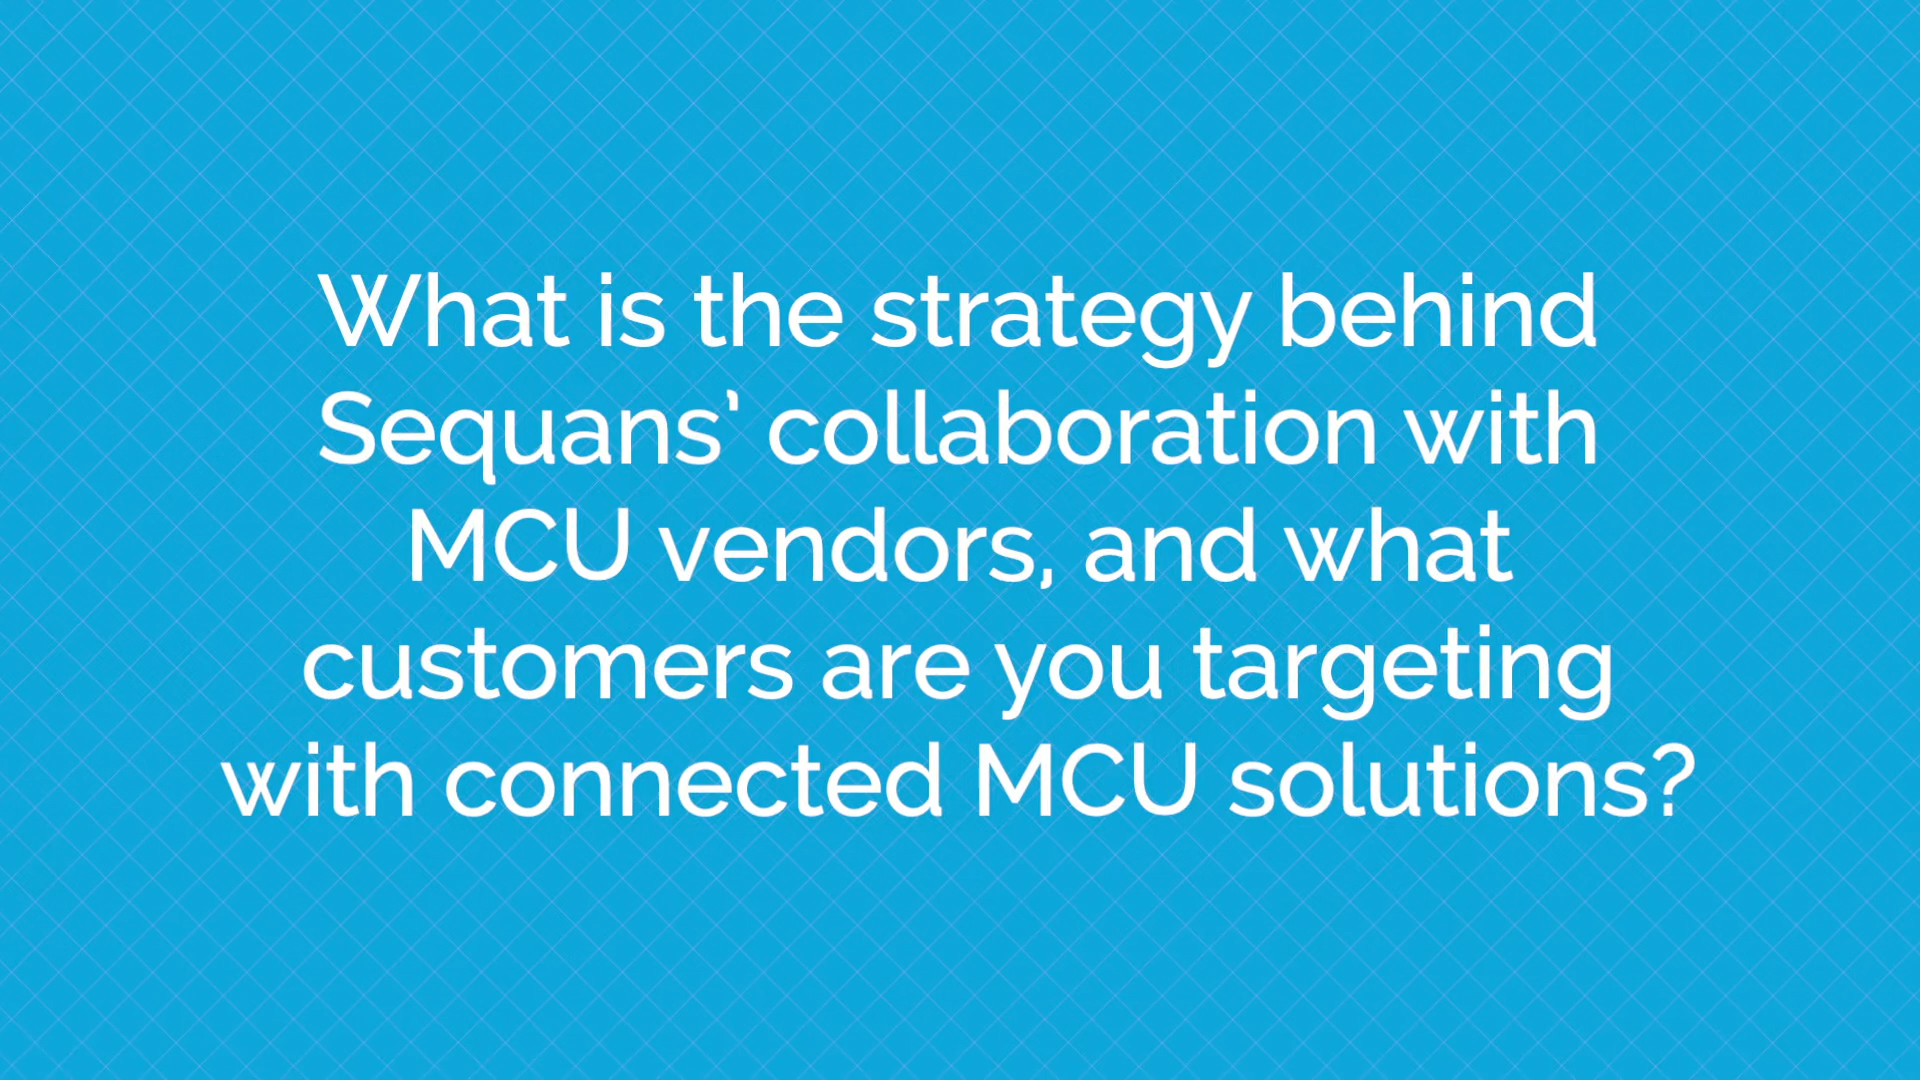 What is the strategy behind
Sequans’ collaboration with
MCU vendors, and what
customers are you targeting
with connected MCU solutions?